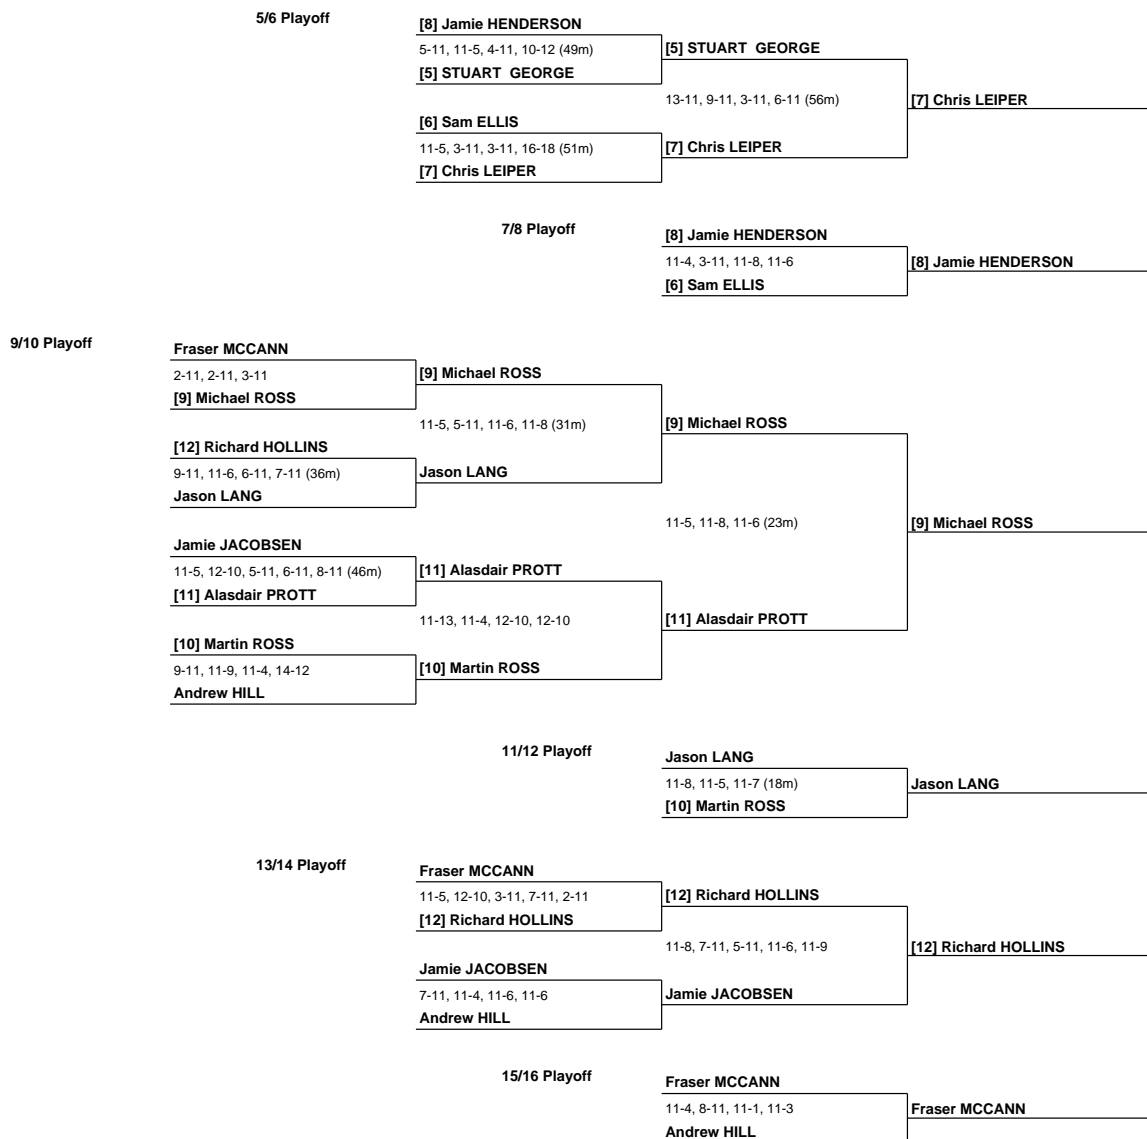 5/6 Playoff
[8] Jamie HENDERSON
5-11, 11-5, 4-11, 10-12 (49m)
[5] STUART  GEORGE
[5] STUART  GEORGE
13-11, 9-11, 3-11, 6-11 (56m)
[7] Chris LEIPER
[6] Sam ELLIS
11-5, 3-11, 3-11, 16-18 (51m)
[7] Chris LEIPER
[7] Chris LEIPER
7/8 Playoff
[8] Jamie HENDERSON
11-4, 3-11, 11-8, 11-6
[8] Jamie HENDERSON
[6] Sam ELLIS
9/10 Playoff
Fraser MCCANN
2-11, 2-11, 3-11
[9] Michael ROSS
[9] Michael ROSS
11-5, 5-11, 11-6, 11-8 (31m)
[9] Michael ROSS
[12] Richard HOLLINS
9-11, 11-6, 6-11, 7-11 (36m)
Jason LANG
Jason LANG
11-5, 11-8, 11-6 (23m)
[9] Michael ROSS
Jamie JACOBSEN
11-5, 12-10, 5-11, 6-11, 8-11 (46m)
[11] Alasdair PROTT
[11] Alasdair PROTT
11-13, 11-4, 12-10, 12-10
[11] Alasdair PROTT
[10] Martin ROSS
9-11, 11-9, 11-4, 14-12
[10] Martin ROSS
Andrew HILL
11/12 Playoff
Jason LANG
11-8, 11-5, 11-7 (18m)
Jason LANG
[10] Martin ROSS
13/14 Playoff
Fraser MCCANN
11-5, 12-10, 3-11, 7-11, 2-11
[12] Richard HOLLINS
[12] Richard HOLLINS
11-8, 7-11, 5-11, 11-6, 11-9
[12] Richard HOLLINS
Jamie JACOBSEN
7-11, 11-4, 11-6, 11-6
Jamie JACOBSEN
Andrew HILL
15/16 Playoff
Fraser MCCANN
11-4, 8-11, 11-1, 11-3
Fraser MCCANN
Andrew HILL